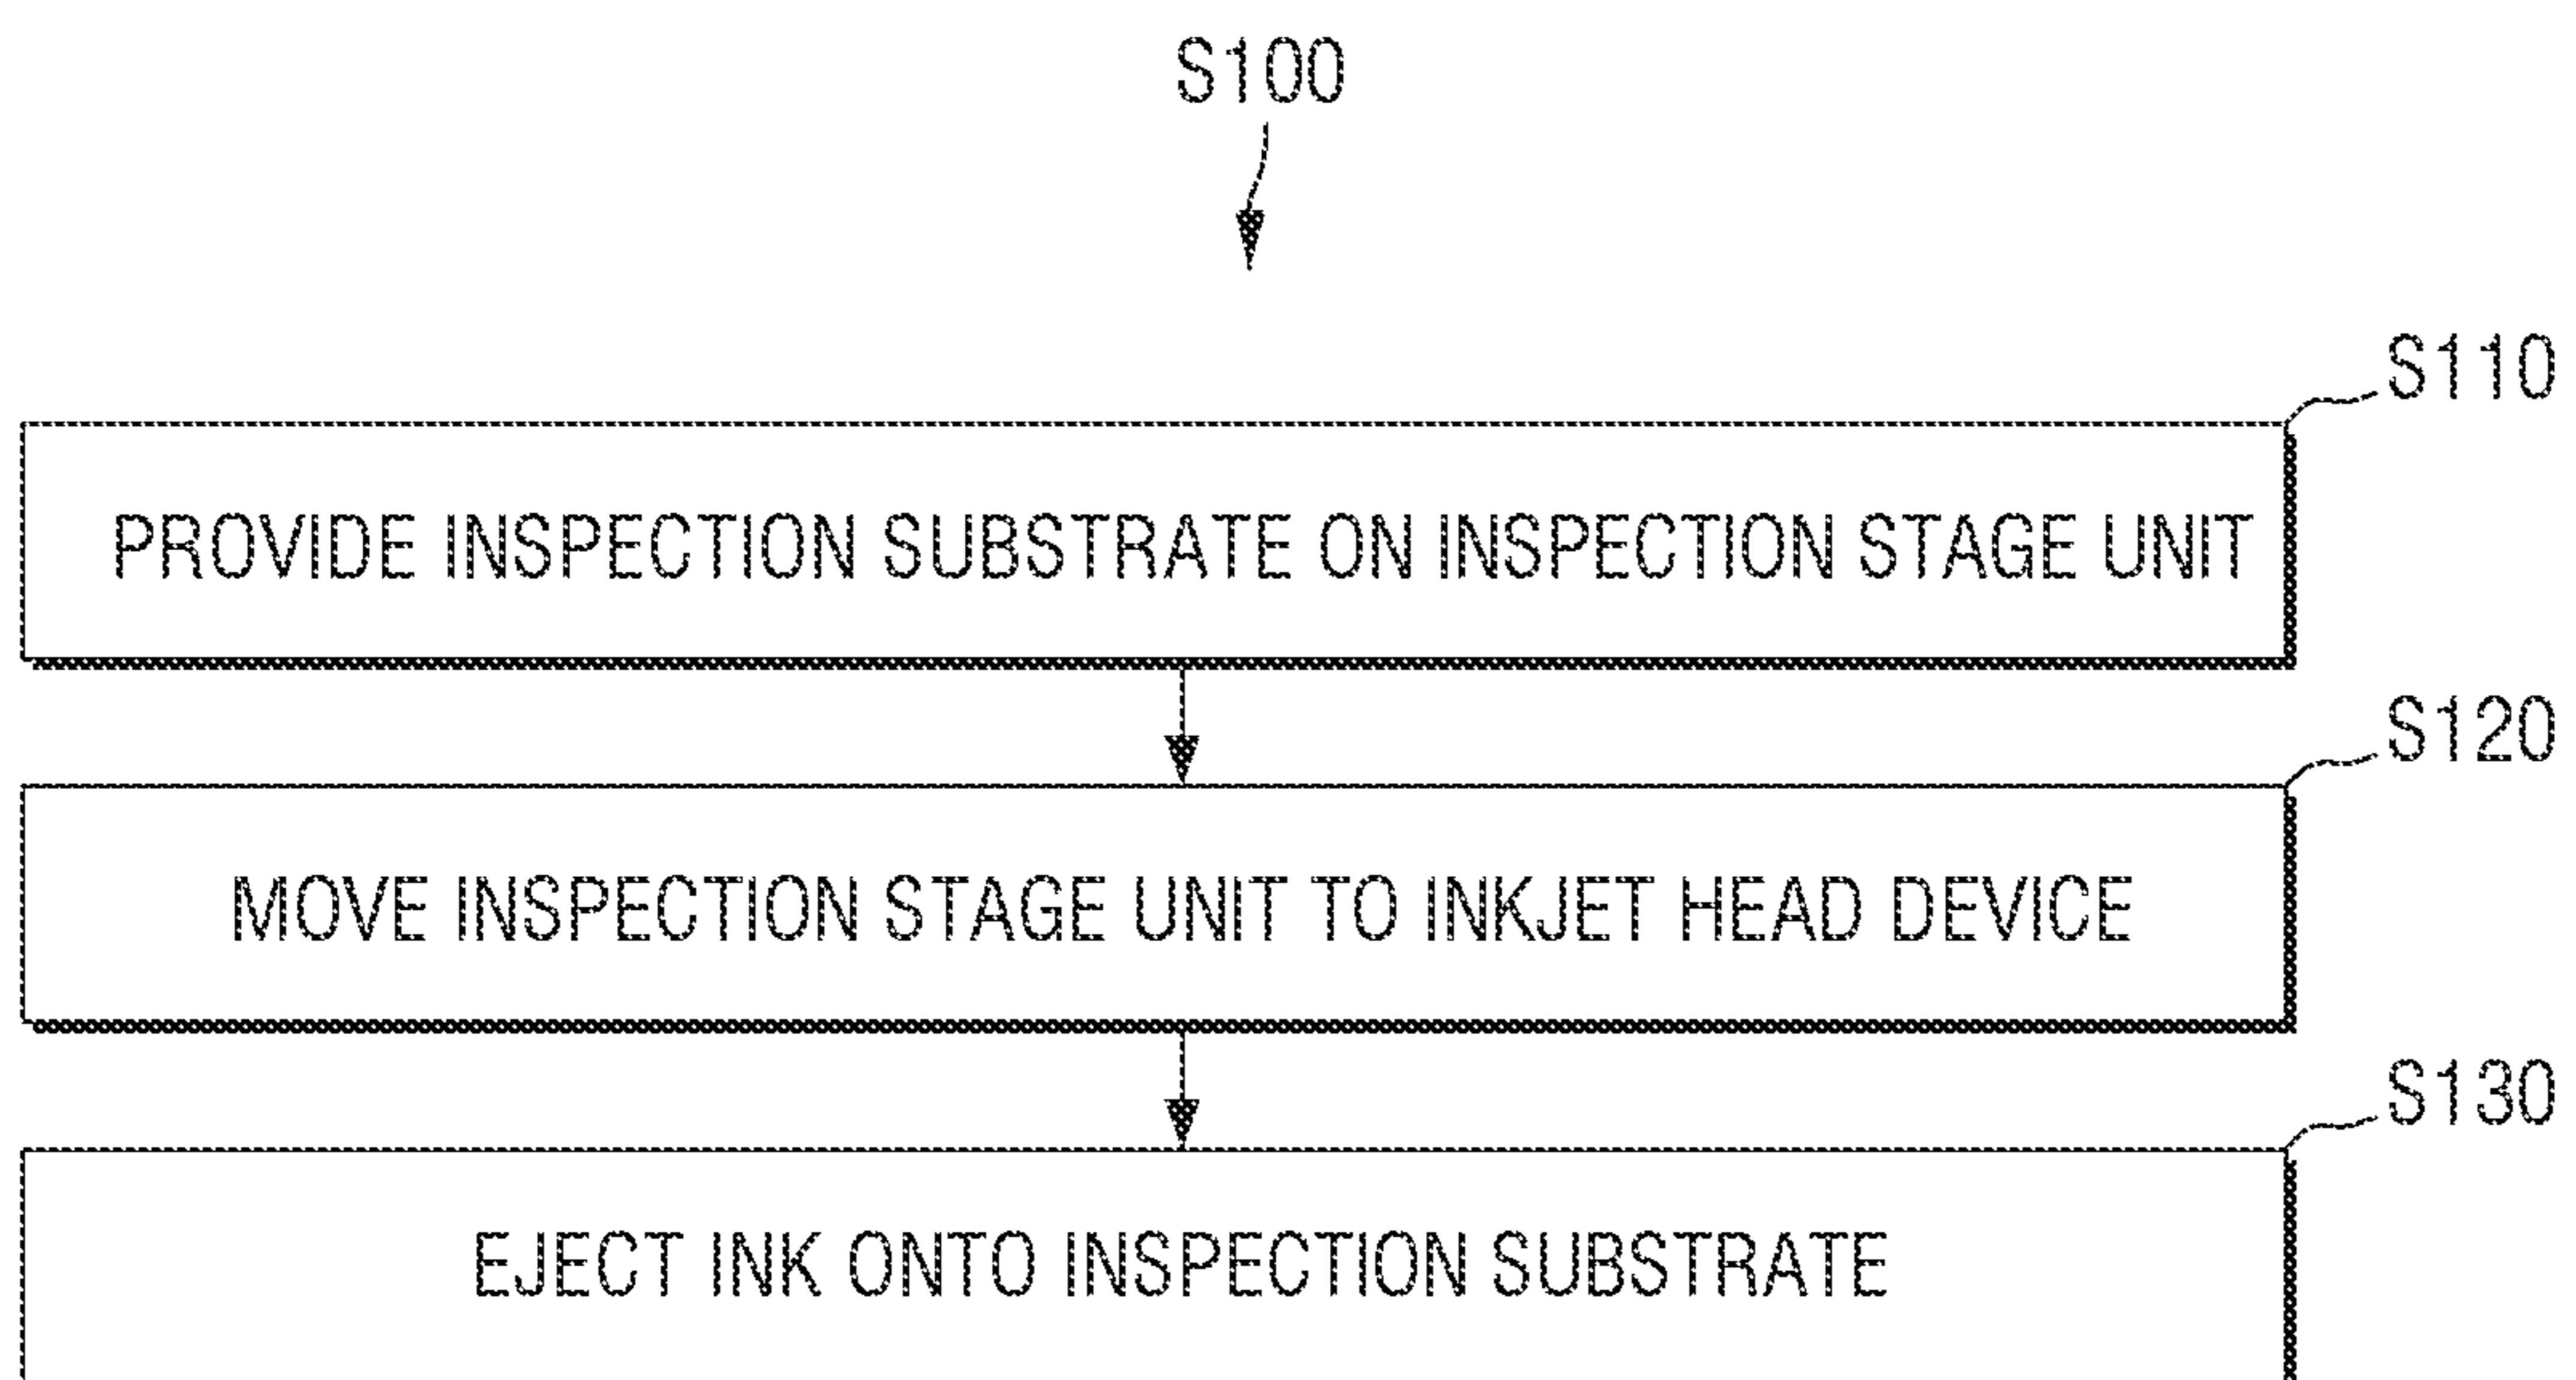 S100
S110
PROVIDE INSPECTION SUBSTRATE ON INSPECTION STAGE UNIT
S120
MOVE INSPECTION STAGE UNIT TO INKJET HEAD DEVICE
S130
EJECT INK ONTO INSPECTION SUBSTRATE